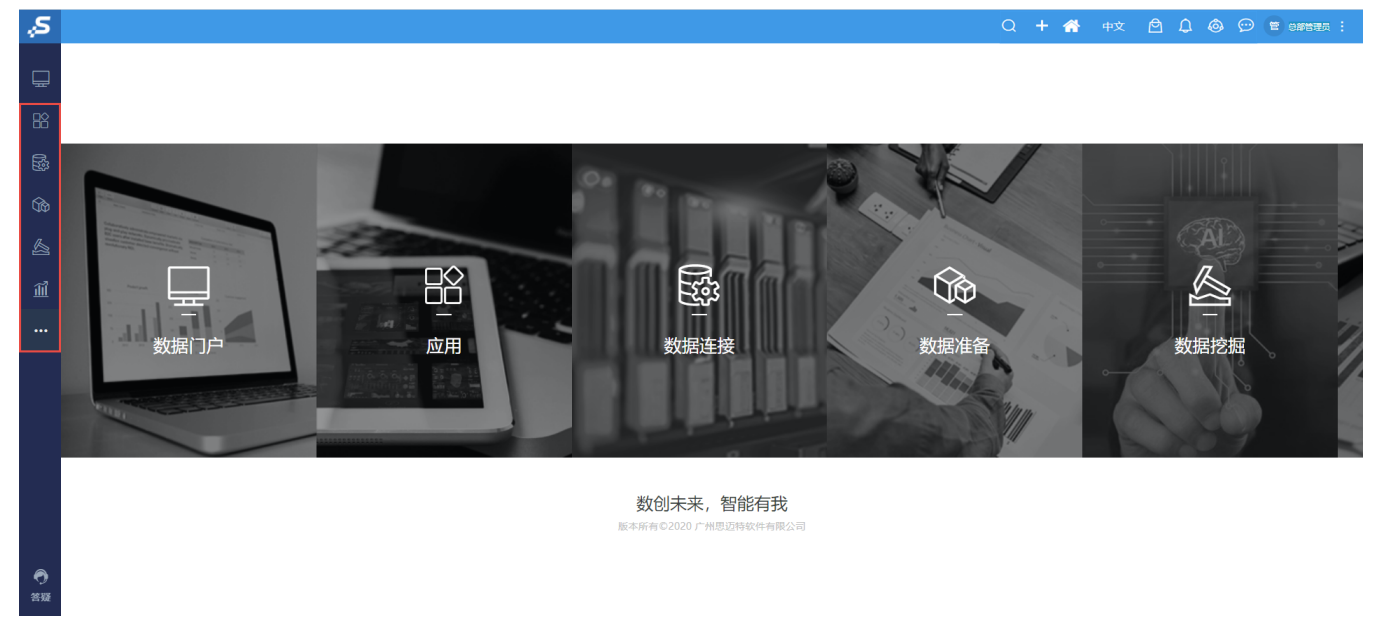 S
中文
管 总部管理员
数据门户
应用
数据连接
数据准备
AI
数据挖掘
数创未来，智能有我
版本所有©2020 广州思迈特软件有限公司
答疑